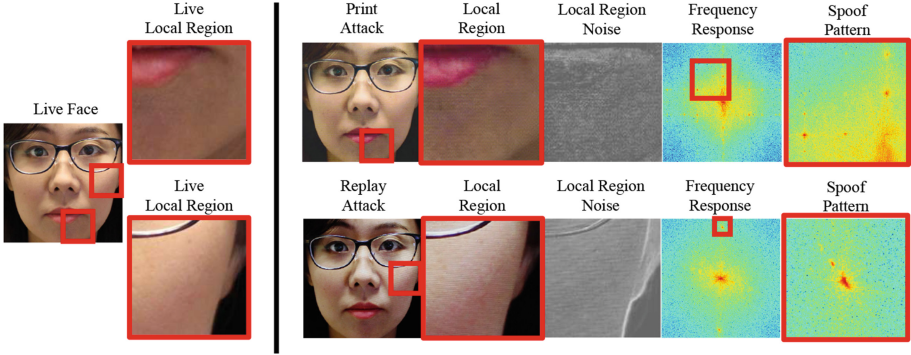 Live
Local Region
Live Face
Live
Local Region
Print
Attack
Local
Region
Local Region
Noise
Frequency
Response
Spoof
Pattern
Replay
Attack
Local
Region
Local Region
Noise
Frequency
Response
Spoof
Pattern